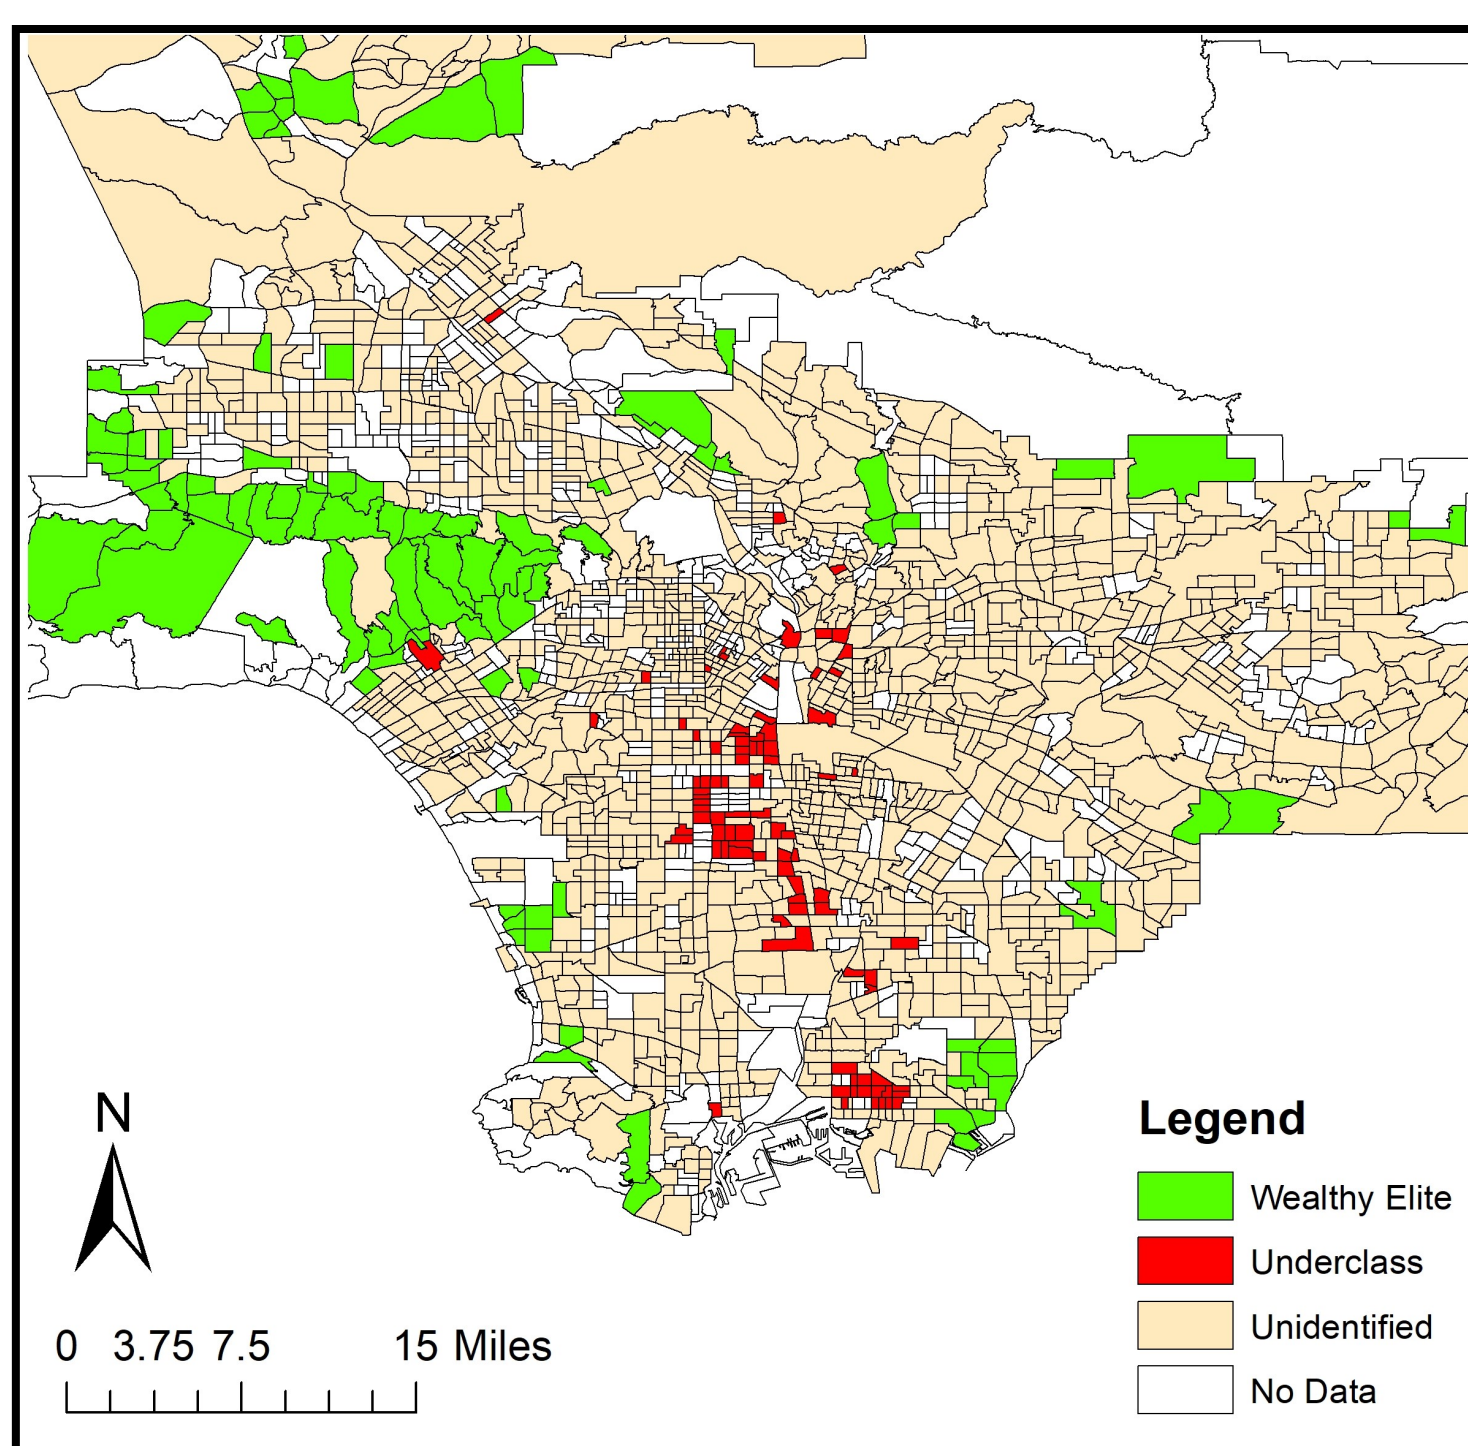 N
0 3.75 7.5 15 Miles
Legend
Wealthy Elite
Underclass
Unidentified
No Data